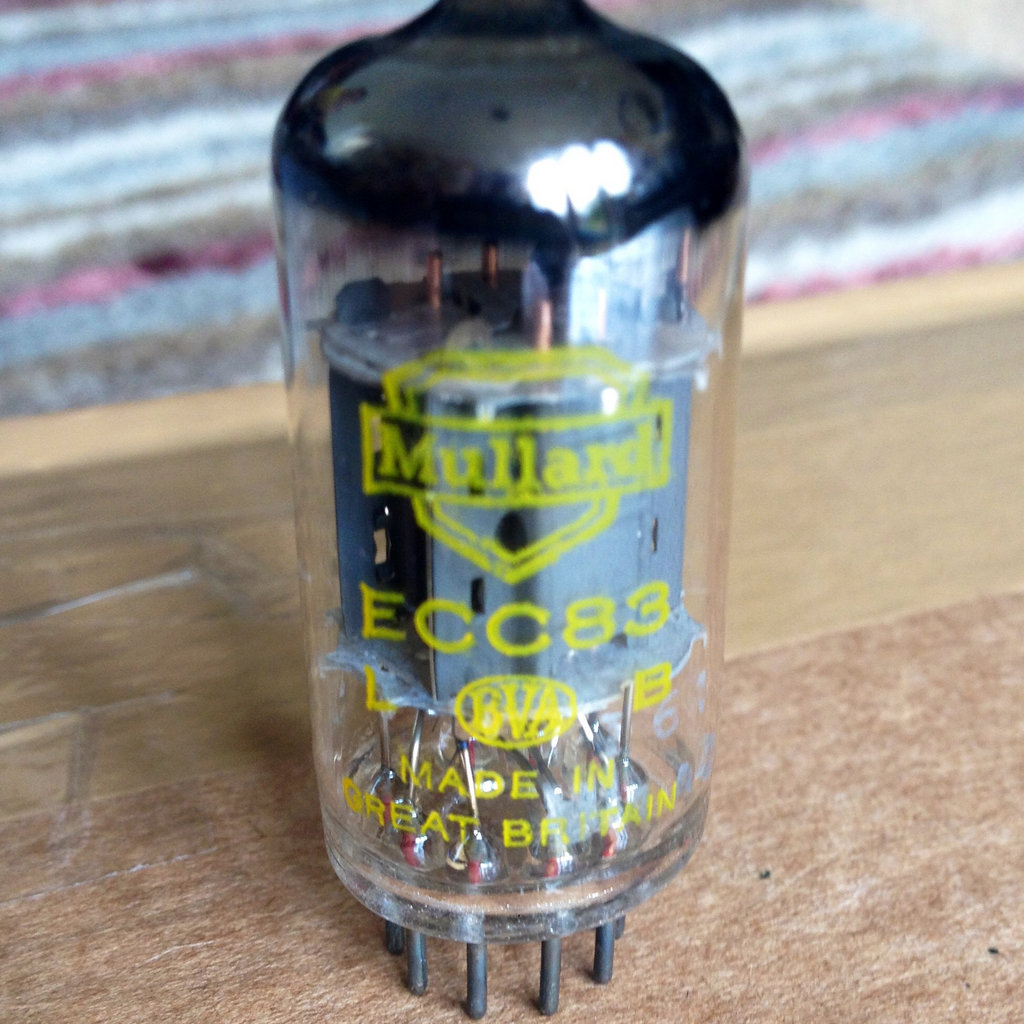 Mullard
ECC83
L BVA B
MADE IN
GREAT BRITAIN